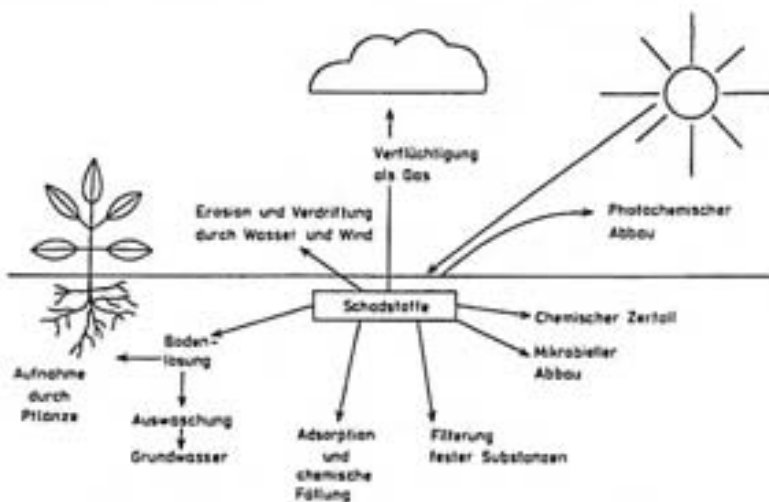 Verflüchtigung
als Gas
Erosion und Verdriftung
durch Wasser und Wind
Photochemischer
Abbau
Schadstoffe
Chemischer Zerfall
Mikrobieller
Abbau
Boden-
lösung
Aufnahme
durch
Pflanze
Auswaschung
Grundwasser
Adsorption
und
chemische
Fällung
Filterung
fester Substanzen